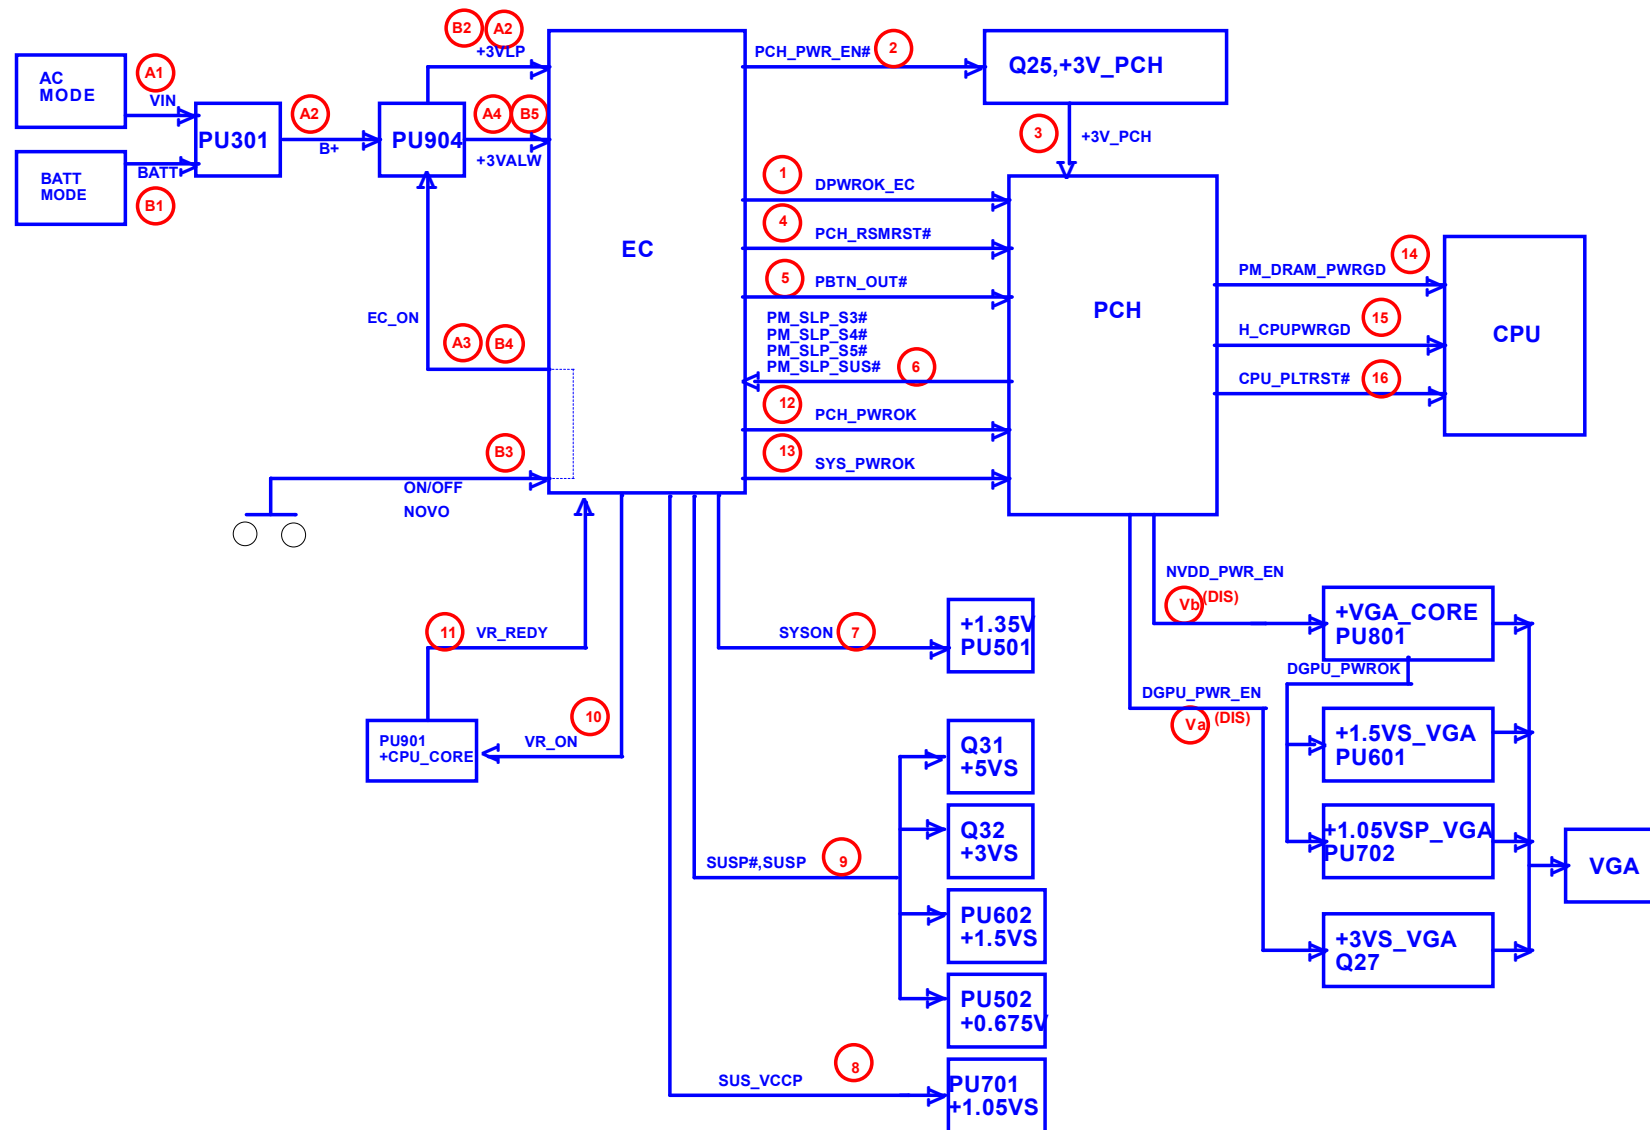 B2
A2
+3VLP
AC
MODE
A1
VIN
PU301
A2
B+
PU904
A4
B5
+3VALW
BATT
MODE
BATT
B1
EC
EC_ON
A3
B4
B3
ON/OFF
NOVO
PCH_PWR_EN#
2
Q25,+3V_PCH
3
+3V_PCH
1
DPWROK_EC
4
PCH_RSMRST#
5
PBTN_OUT#
PM_SLP_S3#
PM_SLP_S4#
PM_SLP_S5#
PM_SLP_SUS#
6
12
PCH_PWROK
13
SYS_PWROK
PCH
PM_DRAM_PWRGD
14
H_CPUPWRGD
15
CPU_PLTRST#
16
CPU
11
VR_REDY
10
VR_ON
PU901
+CPU_CORE
SYSON
7
+1.35V
PU501
Q31
+5VS
Q32
+3VS
SUSP#,SUSP
9
PU602
+1.5VS
PU502
+0.675V
SUS_VCCP
8
PU701
+1.05VS
NVDD_PWR_EN
Vb
(DIS)
+VGA_CORE
PU801
DGPU_PWROK
DGPU_PWR_EN
Va
(DIS)
+1.5VS_VGA
PU601
+1.05VSP_VGA
PU702
+3VS_VGA
Q27
VGA